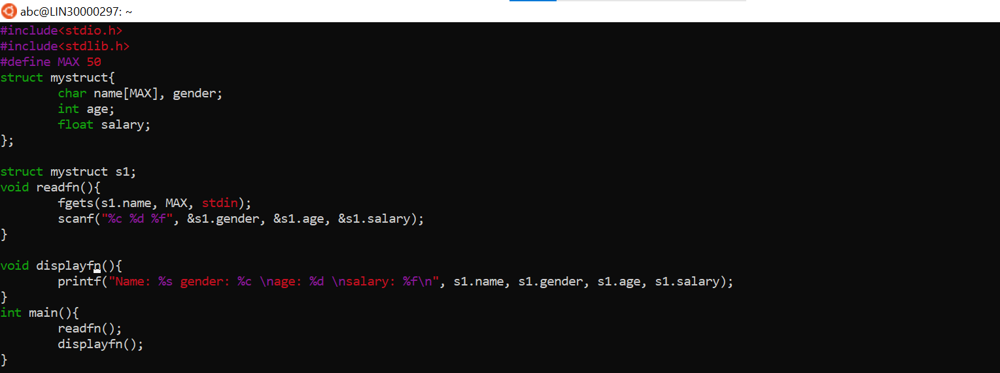 abc@LIN30000297: ~
#include<stdio.h>
#include<stdlib.h>
#define MAX 50
struct mystruct{
        char name[MAX], gender;
        int age;
        float salary;
};

struct mystruct s1;
void readfn(){
        fgets(s1.name, MAX, stdin);
        scanf("%c %d %f", &s1.gender, &s1.age, &s1.salary);
}

void displayfn(){
        printf("Name: %s gender: %c \nage: %d \nsalary: %f\n", s1.name, s1.gender, s1.age, s1.salary);
}
int main(){
        readfn();
        displayfn();
}